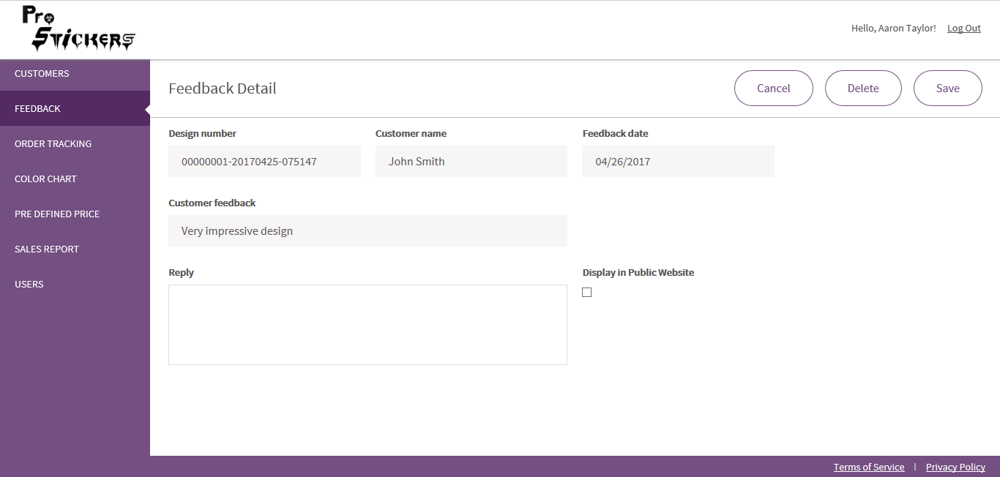 Pro
Stickers
Hello, Aaron Taylor! Log Out
CUSTOMERS
FEEDBACK
ORDER TRACKING
COLOR CHART
PRE DEFINED PRICE
SALES REPORT
USERS
Feedback Detail
Cancel Delete Save
Design number Customer name Feedback date
00000001-20170425-075147 John Smith 04/26/2017
Customer feedback
Very impressive design
Reply Display in Public Website
Terms of Service | Privacy Policy